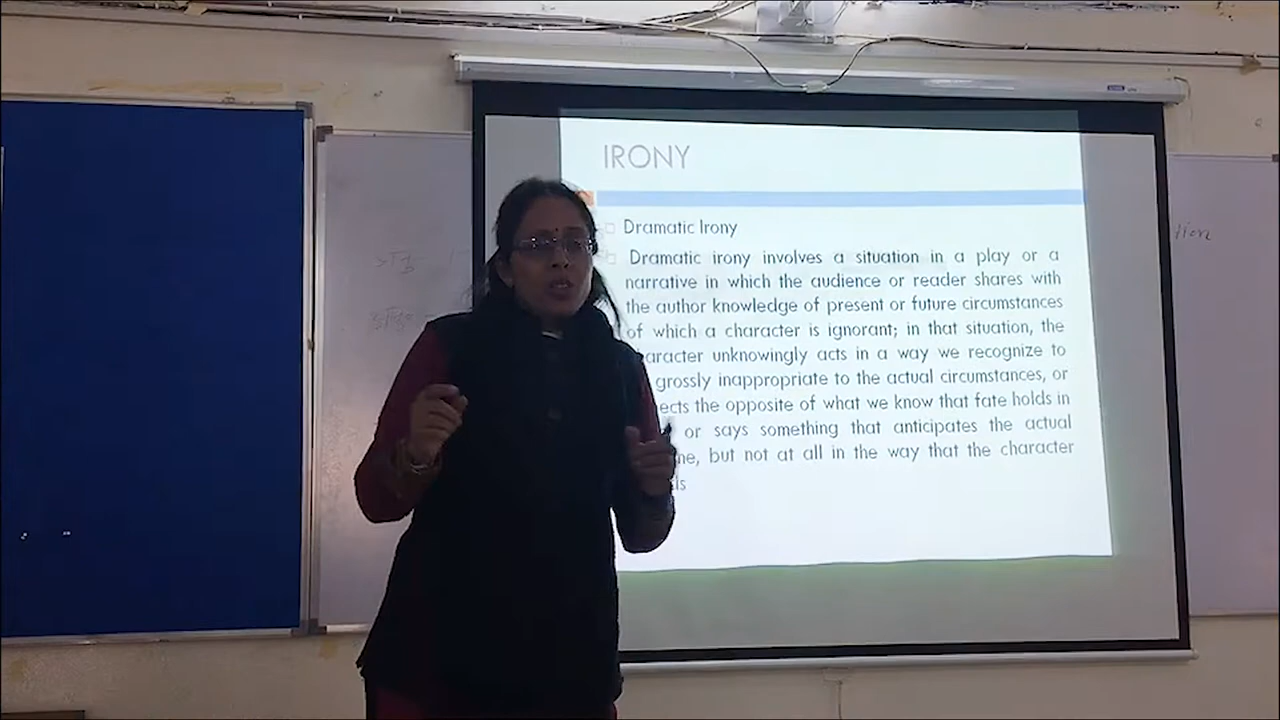 IRONY
Dramatic Irony
Dramatic irony involves a situation in a play or a
narrative in which the audience or reader shares with
the author knowledge of present or future circumstances
of which a character is ignorant; in that situation, the
haracter unknowingly acts in a way we recognize to
grossly inappropriate to the actual circumstances, or
ects the opposite of what we know that fate holds in
or says something that anticipates the actual
me, but not at all in the way that the character
ds